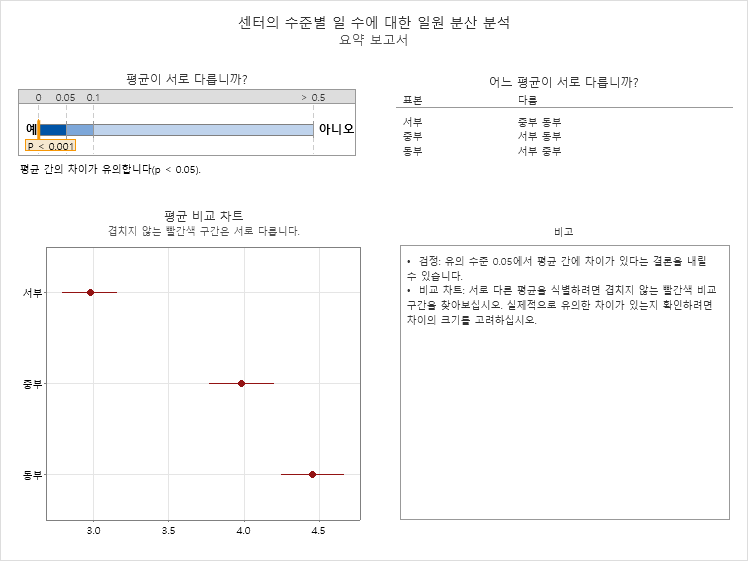 센터의 수준별 일 수에 대한 일원 분산 분석
요약 보고서
평균이 서로 다릅니까?
0 0.05 0.1 > 0.5
예 아니오
P < 0.001
평균 간의 차이가 유의합니다(p < 0.05).
어느 평균이 서로 다릅니까?
표본 다름
서부 중부 동부
중부 서부 동부
동부 서부 중부
평균 비교 차트
겹치지 않는 빨간색 구간은 서로 다릅니다.
서부
중부
동부
3.0 3.5 4.0 4.5
비고
• 검정: 유의 수준 0.05에서 평균 간에 차이가 있다는 결론을 내릴
수 있습니다.
• 비교 차트: 서로 다른 평균을 식별하려면 겹치지 않는 빨간색 비교
구간을 찾아보십시오. 실제적으로 유의한 차이가 있는지 확인하려면
차이의 크기를 고려하십시오.